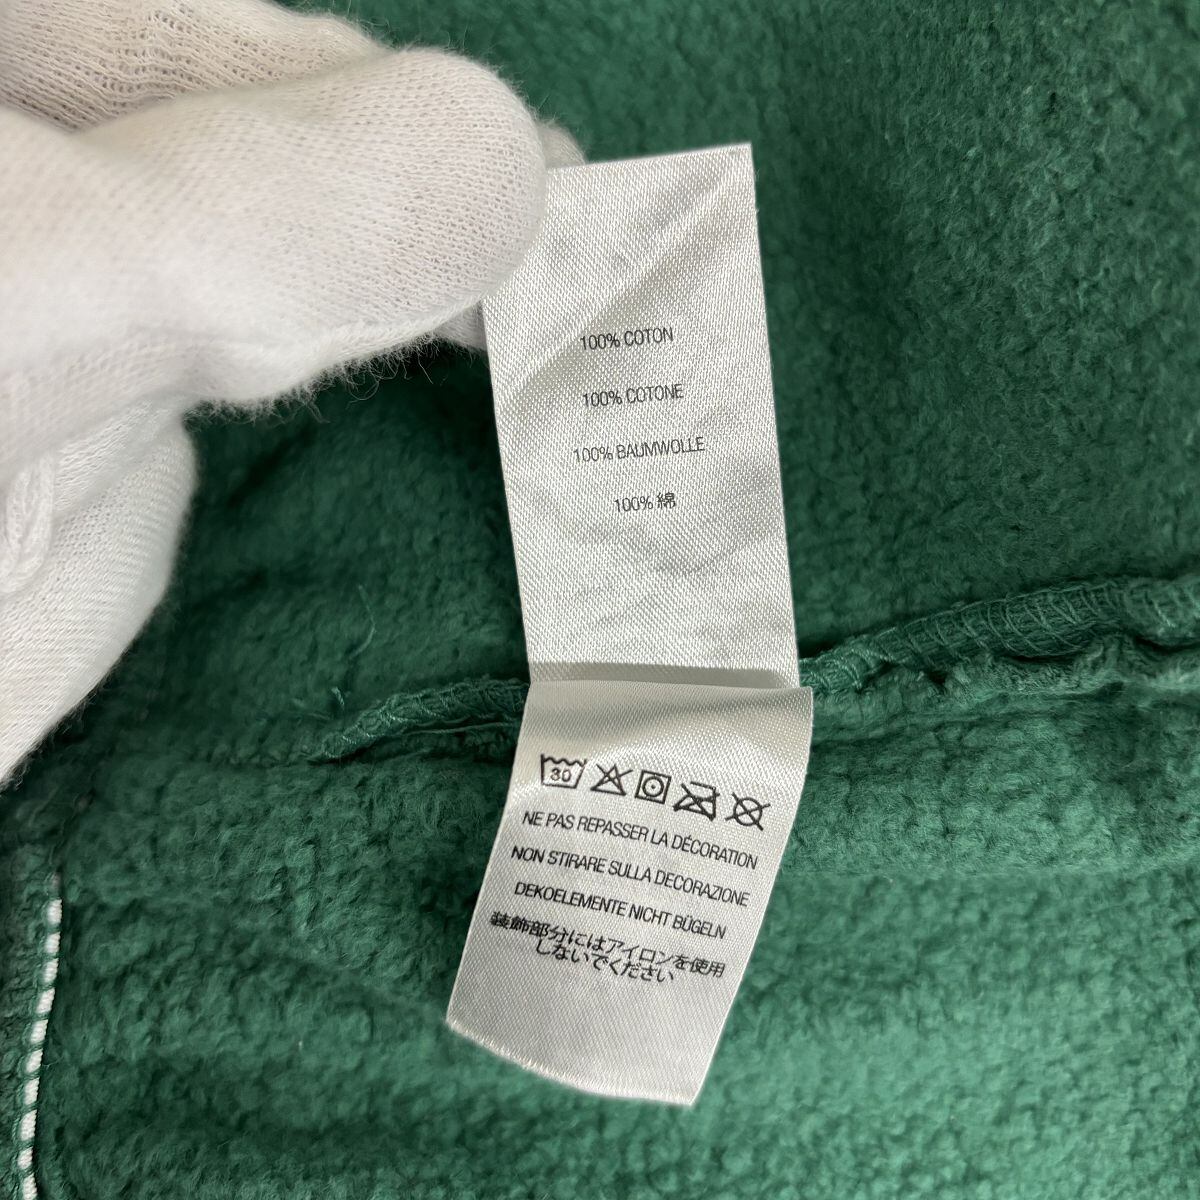 100% COTON
100% COTONE
100% BAUMWOLLE
100% 綿
30
NE PAS REPASSER LA DÉCORATION
NON STIRARE SULLA DECORAZIONE
DEKOELEMENTE NICHT BÜGELN
装飾部分にはアイロンを使用
しないでください